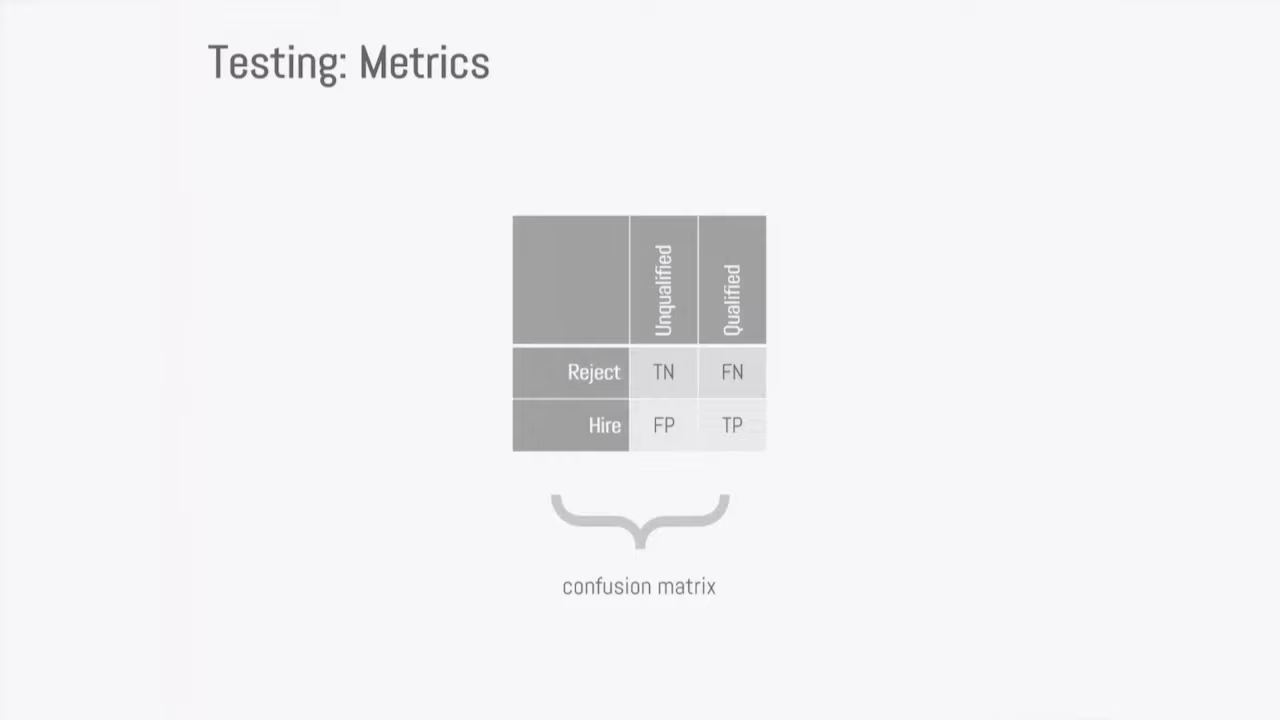 Testing: Metrics
Unqualified
Qualified
Reject TN FN
Hire FP TP
confusion matrix